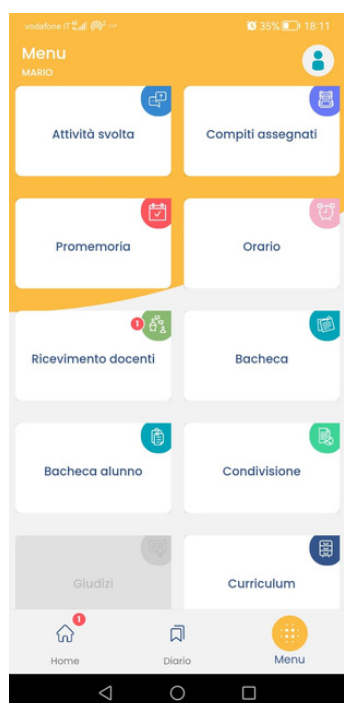 vodafone IT 35% 18:11
Menu
MARIO
Attività svolta
Compiti assegnati
Promemoria
Orario
1
Ricevimento docenti
Bacheca
Bacheca alunno
Condivisione
Giudizi
Curriculum
1
Home
Diario
Menu